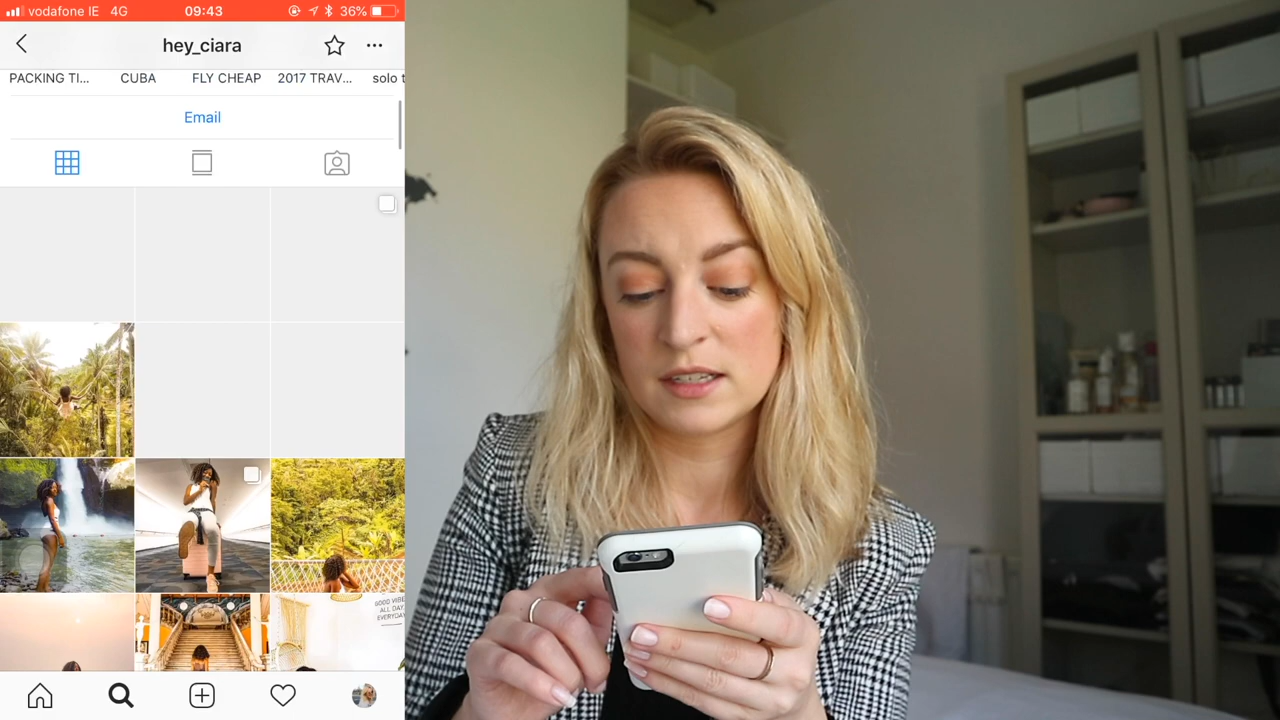 vodafone IE 4G 09:43 36%
hey_ciara
PACKING TI... CUBA FLY CHEAP 2017 TRAV... solo t
Email
GOOD VIBES
ALL DAY
EVERYDAY